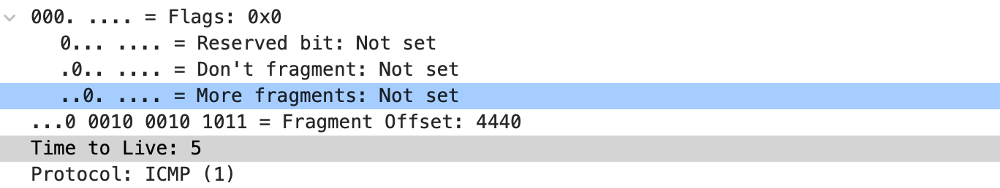 000. .... = Flags: 0x0
0... .... = Reserved bit: Not set
.0.. .... = Don't fragment: Not set
..0. .... = More fragments: Not set
...0 0010 0010 1011 = Fragment Offset: 4440
Time to Live: 5
Protocol: ICMP (1)